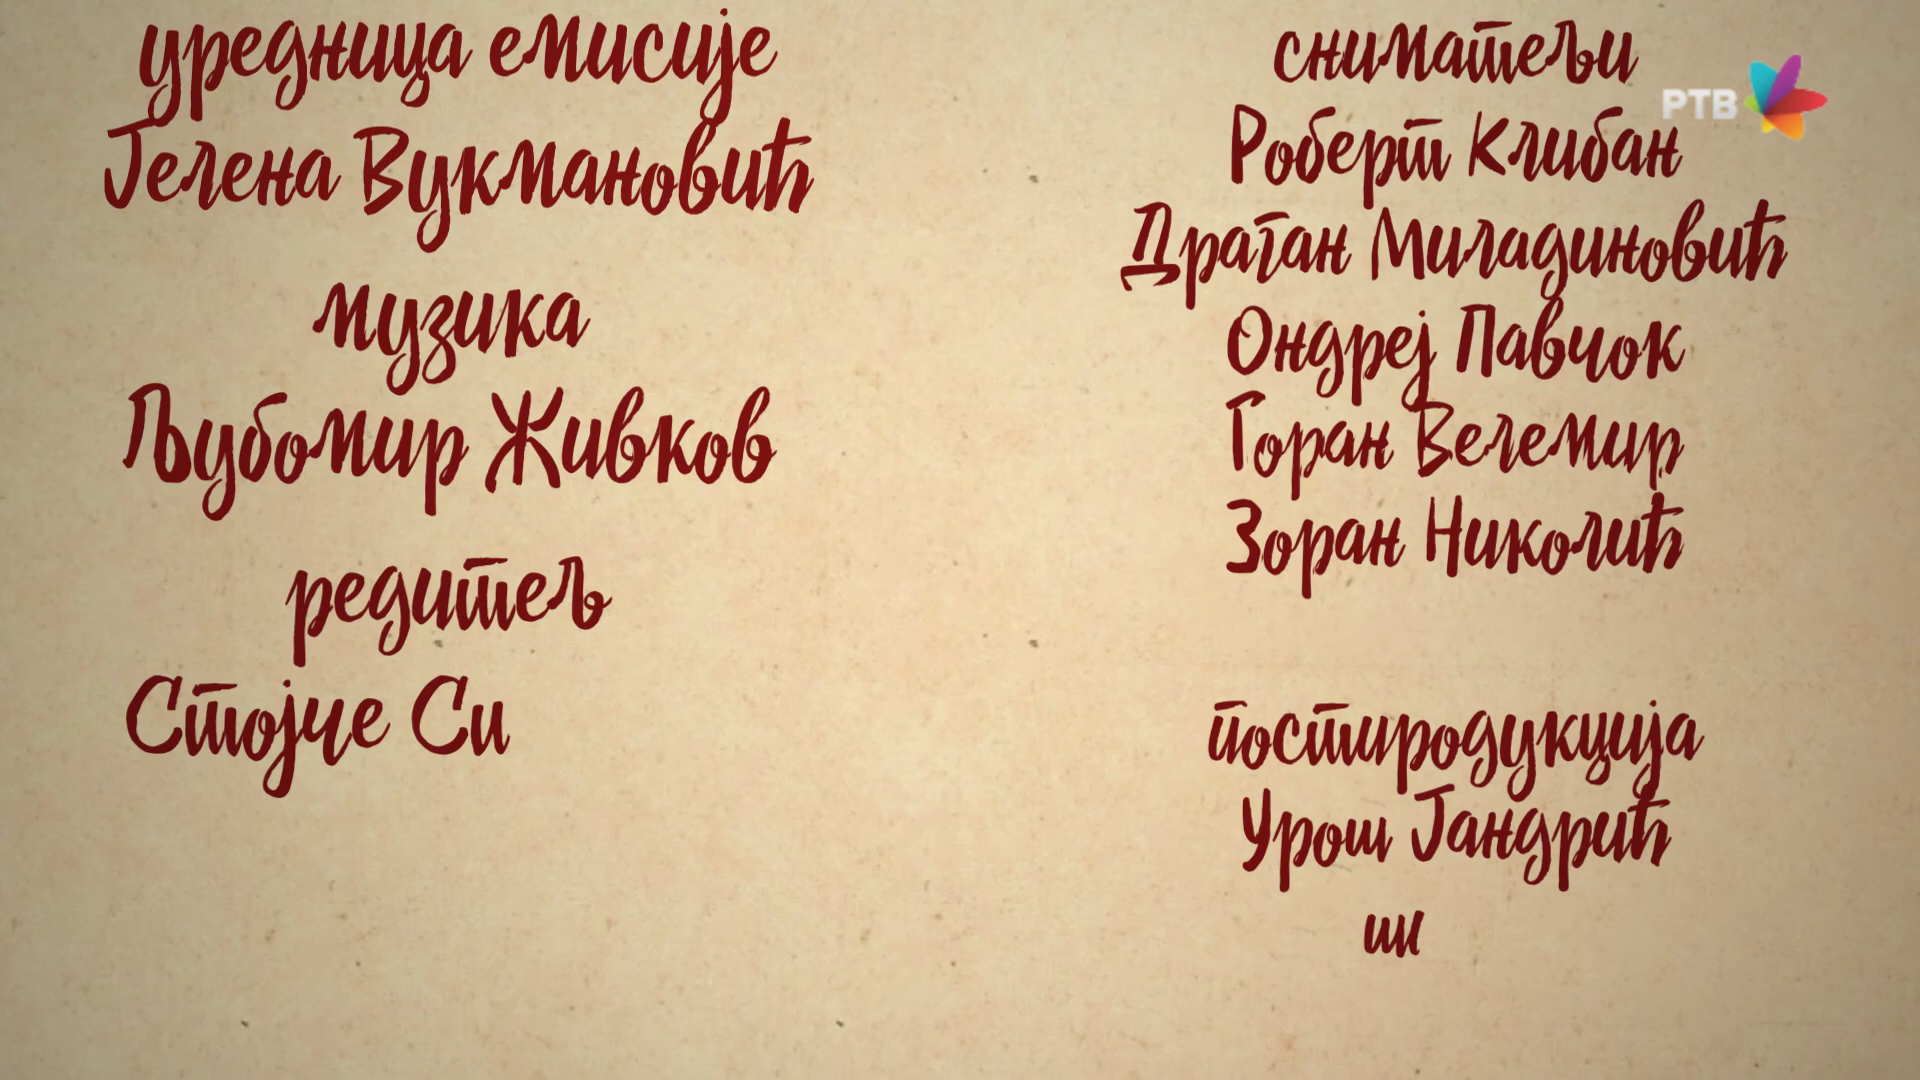 уредница емисије
Јелена Вукмановић
музика
Љубомир Живков
редитељ
Стојче Си
сниматељи
РТВ
Роберт Клибан
Драган Миладиновић
Ондреј Павчок
Горан Велемир
Зоран Николић
постпродукција
Урош Јандрић